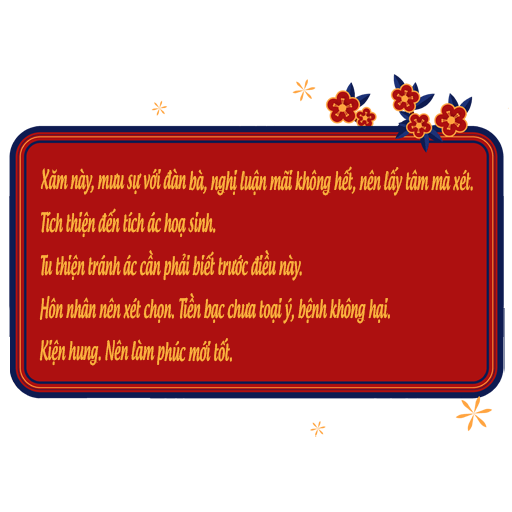 Xăm này, mưu sự với đàn bà, nghị luận mãi không hết, nên lấy tâm mà xét.
Tích thiện đến tích ác hoạ sinh.
Tu thiện tránh ác cần phải biết trước điều này.
Hôn nhân nên xét chọn. Tiền bạc chưa toại ý, bệnh không hại.
Kiện hung. Nên làm phúc mới tốt.